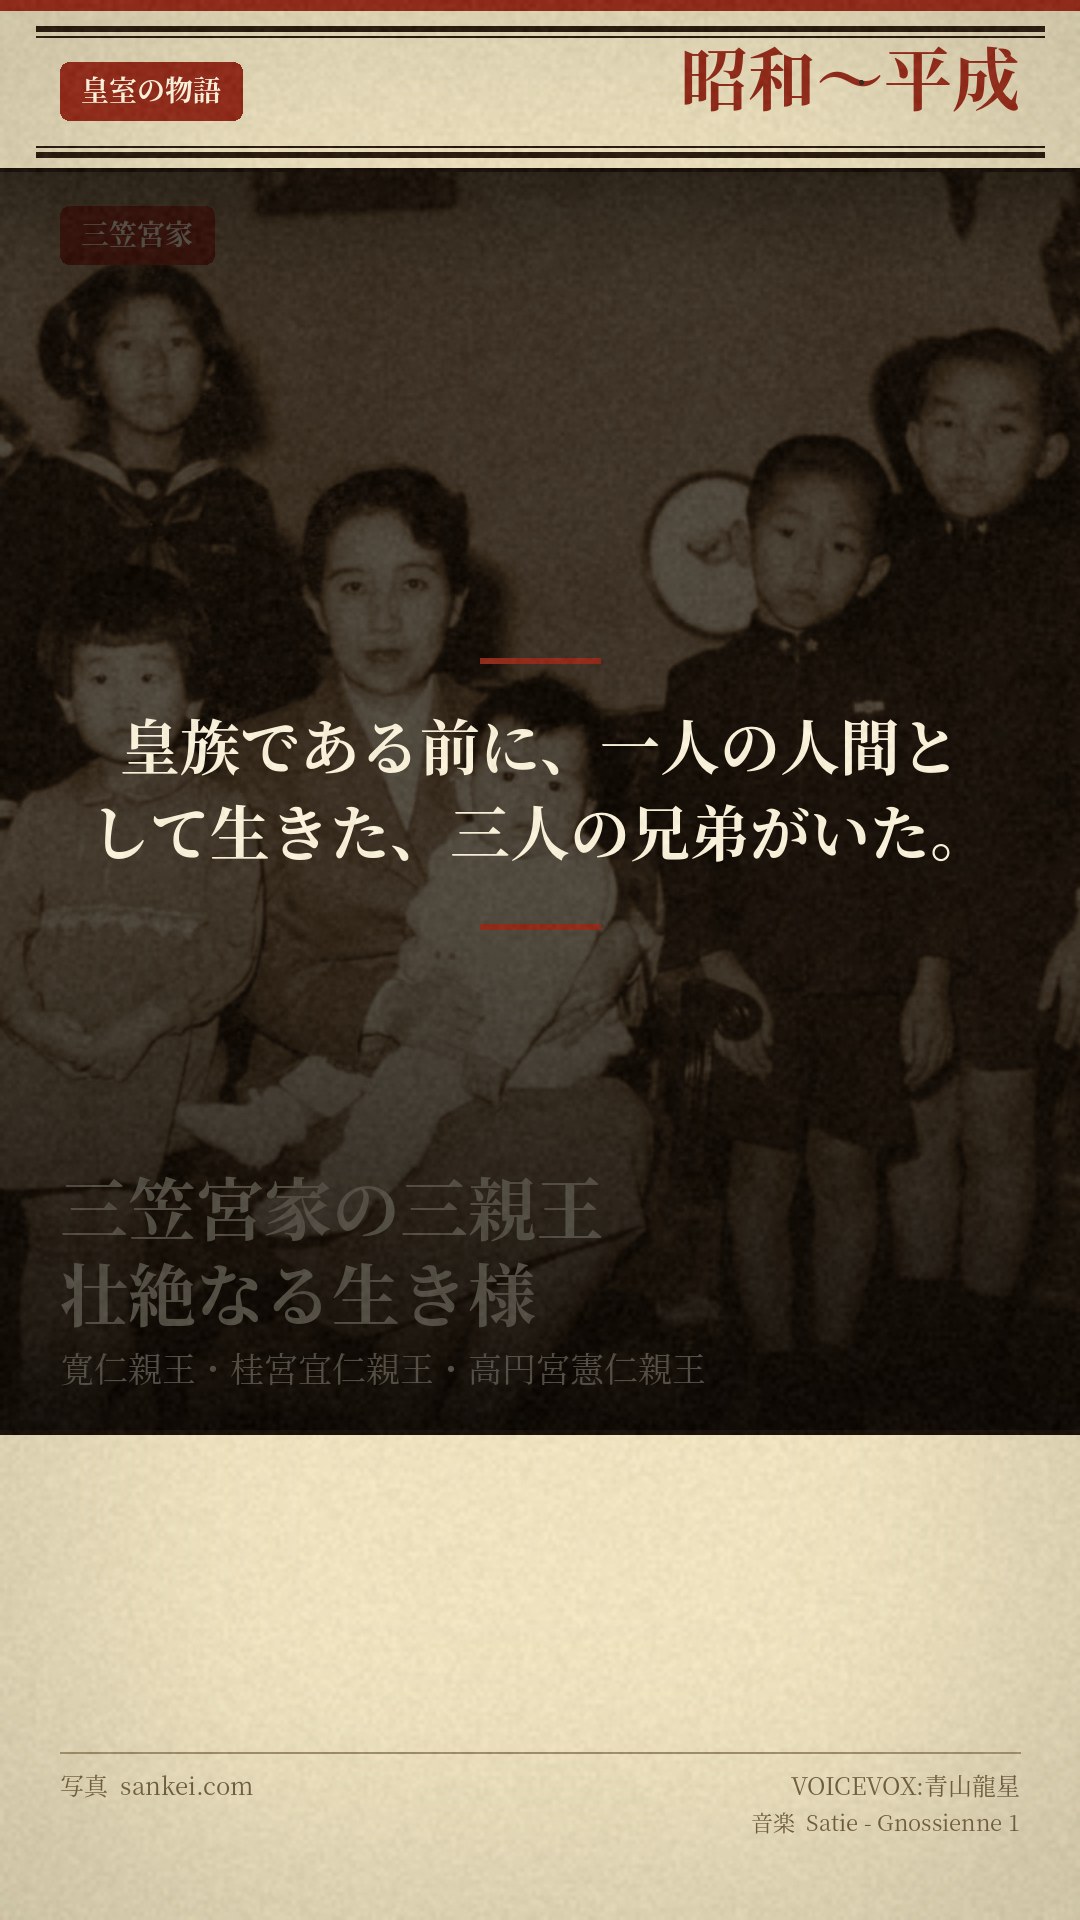 皇室の物語
昭和～平成
三笠宮家
皇族である前に、一人の人間と
して生きた、三人の兄弟がいた。
三笠宮家の三親王
壮絶なる生き様
寛仁親王・桂宮宜仁親王・高円宮憲仁親王
写真 sankei.com
VOICEVOX:青山龍星
音楽 Satie - Gnossienne 1